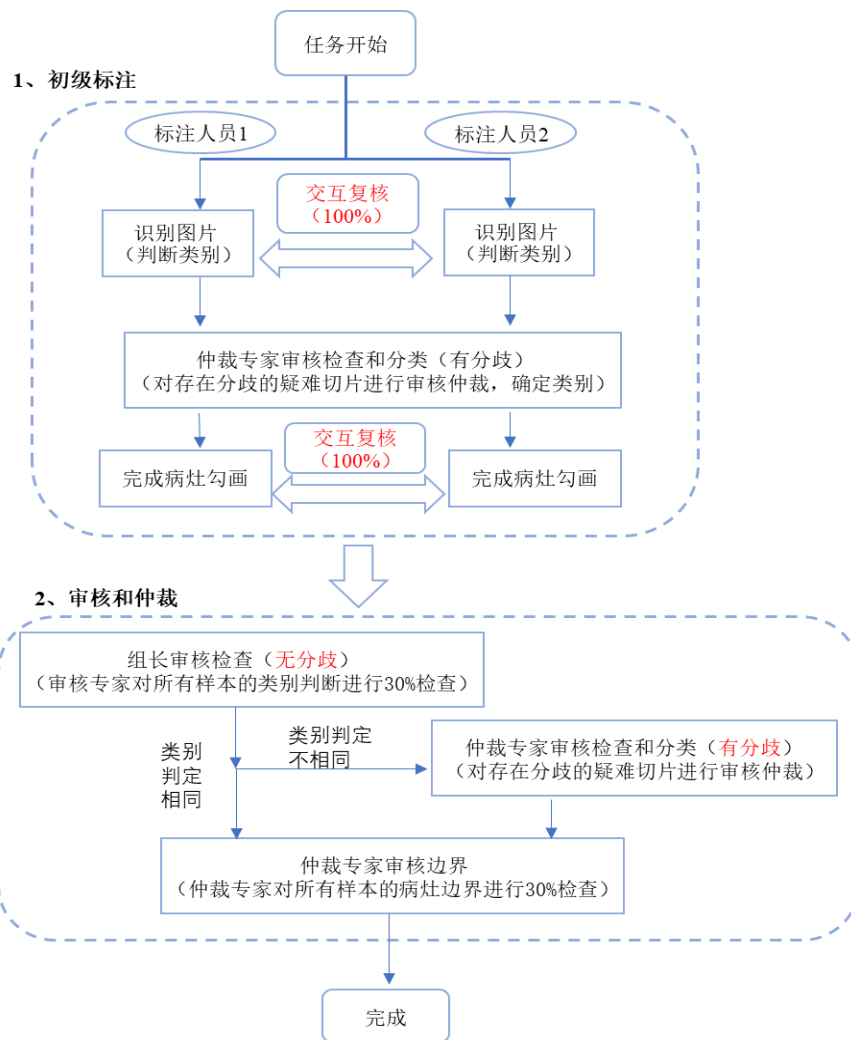 任务开始
1、初级标注
标注人员1
标注人员2
交互复核
（100%）
识别图片
（判断类别）
识别图片
（判断类别）
仲裁专家审核检查和分类（有分歧）
（对存在分歧的疑难切片进行审核仲裁，确定类别）
交互复核
（100%）
完成病灶勾画
完成病灶勾画
2、审核和仲裁
组长审核检查（无分歧）
（审核专家对所有样本的类别判断进行30%检查）
类别
判定
相同
类别判定
不相同
仲裁专家审核检查和分类（有分歧）
（对存在分歧的疑难切片进行审核仲裁）
仲裁专家审核边界
（仲裁专家对所有样本的病灶边界进行30%检查）
完成